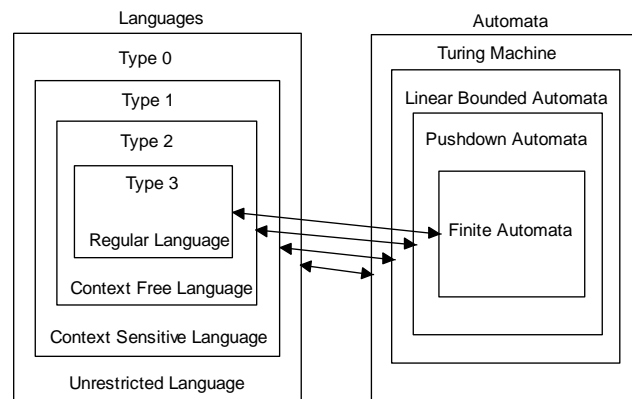 Languages
Type 0
Type 1
Type 2
Type 3
Regular Language
Context Free Language
Context Sensitive Language
Unrestricted Language
Automata
Turing Machine
Linear Bounded Automata
Pushdown Automata
Finite Automata